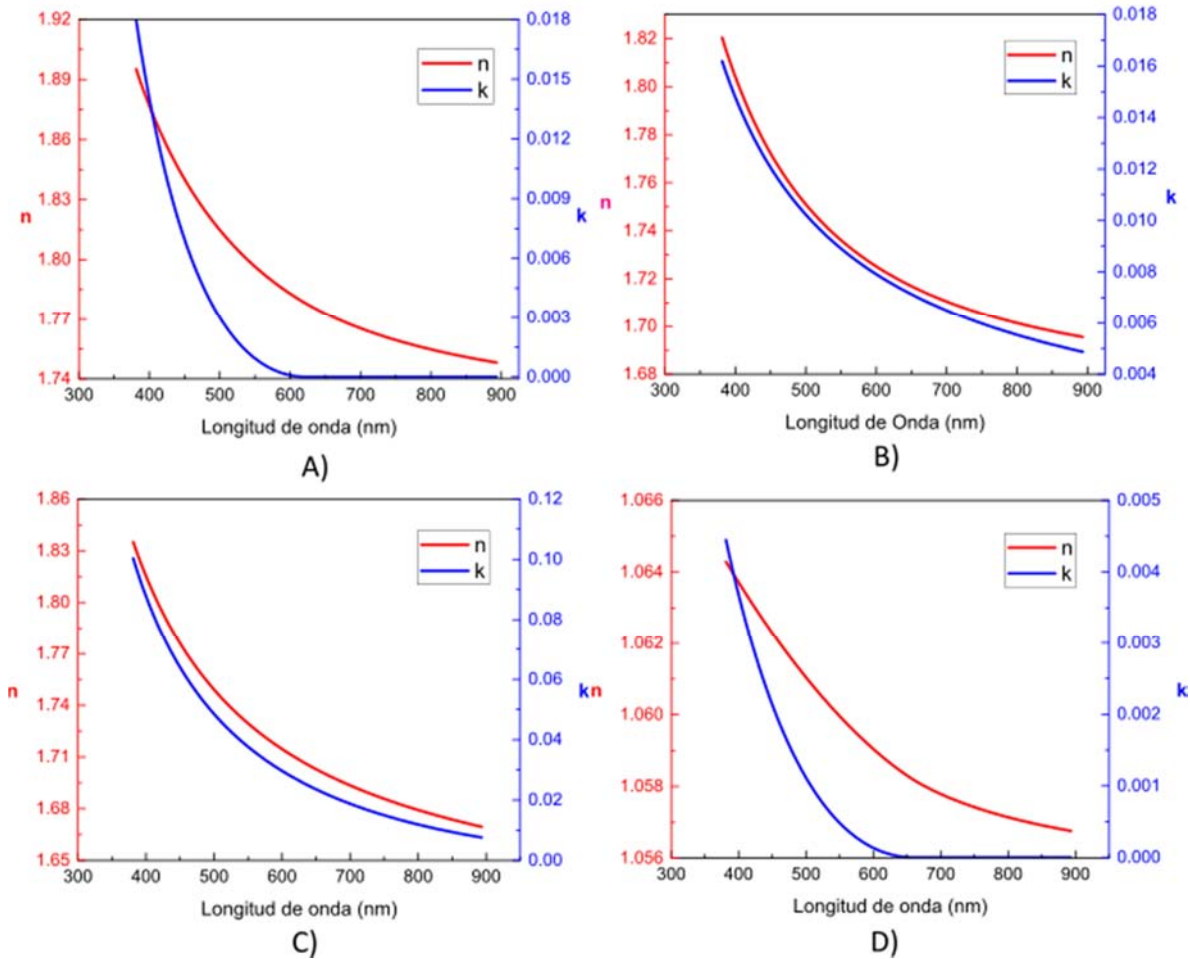 1.92
1.89
1.86
1.83
1.80
1.77
1.74
n
0.018
0.015
0.012
0.009
0.006
0.003
0.000
k
n
k
300 400 500 600 700 800 900
Longitud de onda (nm)
A)
1.82
1.80
1.78
1.76
1.74
1.72
1.70
1.68
n
0.018
0.016
0.014
0.012
0.010
0.008
0.006
0.004
k
n
k
300 400 500 600 700 800 900
Longitud de Onda (nm)
B)
1.86
1.83
1.80
1.77
1.74
1.71
1.68
1.65
n
0.12
0.10
0.08
0.06
0.04
0.02
0.00
k
n
k
300 400 500 600 700 800 900
Longitud de onda (nm)
C)
1.066
1.064
1.062
1.060
1.058
1.056
n
0.005
0.004
0.003
0.002
0.001
0.000
k
n
k
300 400 500 600 700 800 900
Longitud de onda (nm)
D)